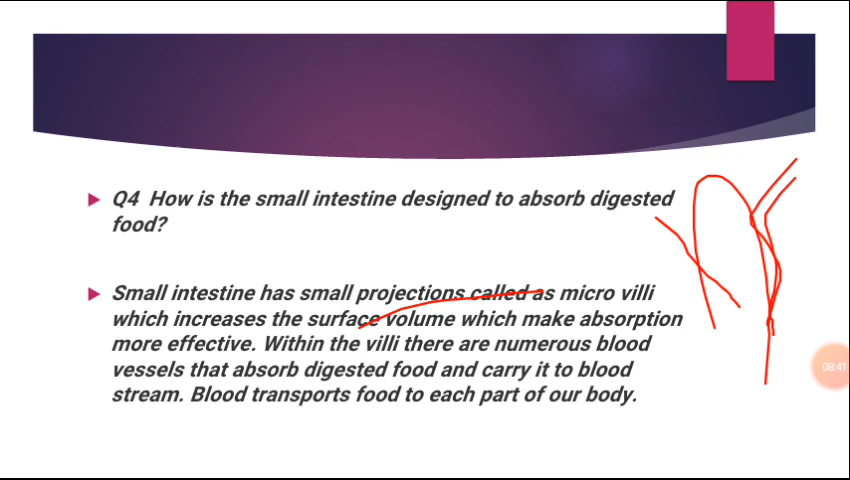 Q4 How is the small intestine designed to absorb digested
food?
Small intestine has small projections called as micro villi
which increases the surface volume which make absorption
more effective. Within the villi there are numerous blood
vessels that absorb digested food and carry it to blood
stream. Blood transports food to each part of our body.
08:41